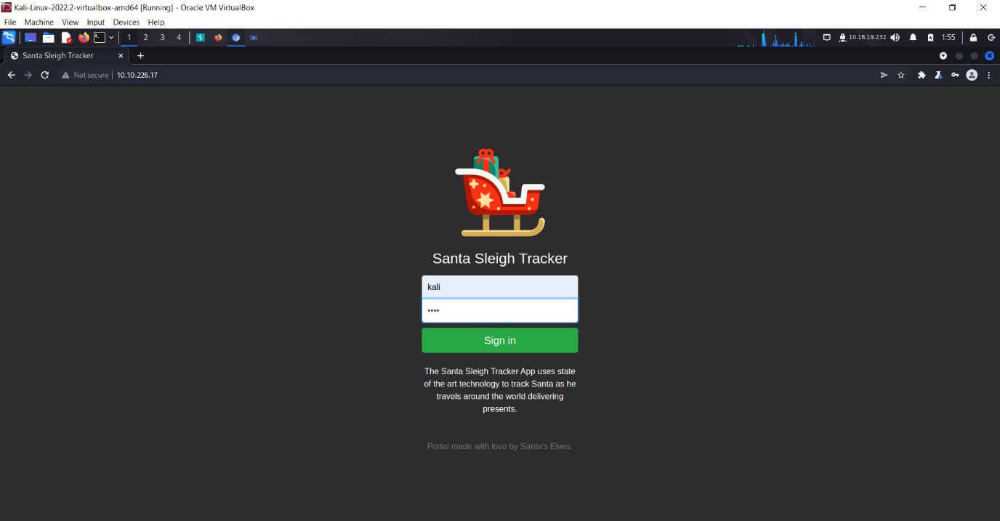 Kali-Linux-2022.2-virtualbox-amd64 [Running] - Oracle VM VirtualBox
File Machine View Input Devices Help
1 2 3 4 10.18.19.232 1:55
Santa Sleigh Tracker
Not secure 10.10.226.17
Santa Sleigh Tracker
kali
••••
Sign in
The Santa Sleigh Tracker App uses state
of the art technology to track Santa as he
travels around the world delivering
presents.
Portal made with love by Santa's Elves.